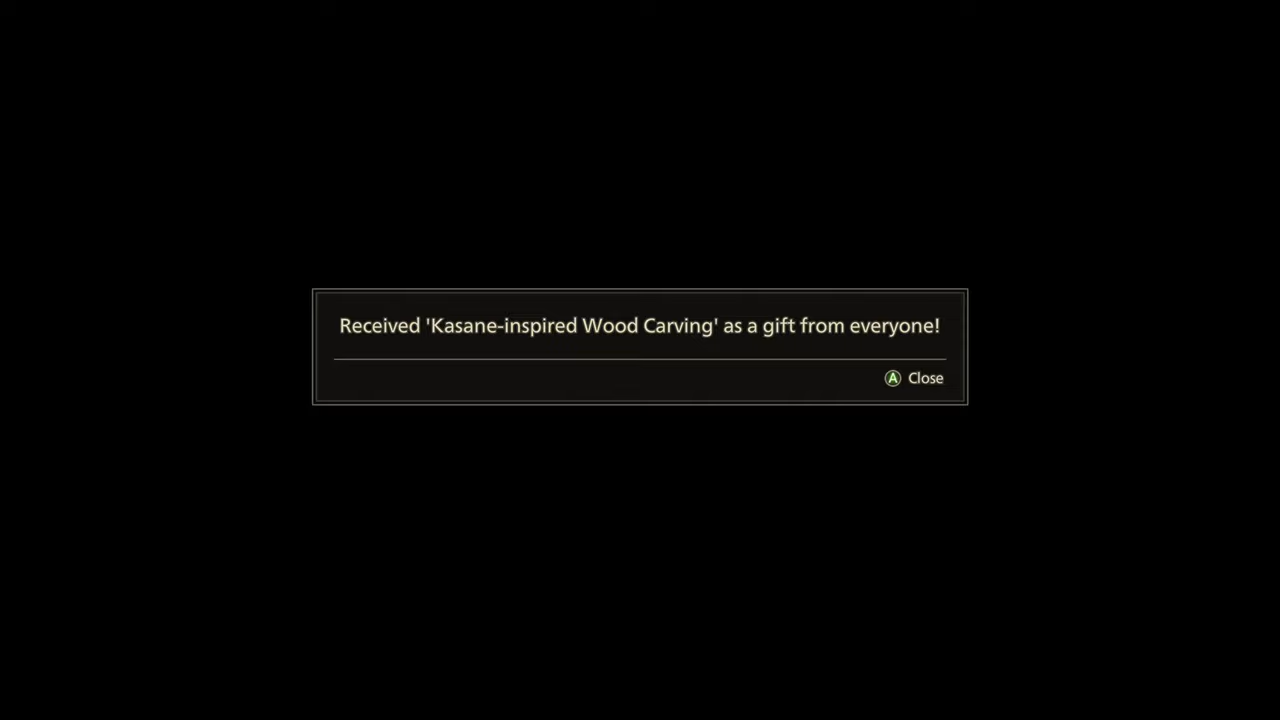 Received 'Kasane-inspired Wood Carving' as a gift from everyone!
A Close